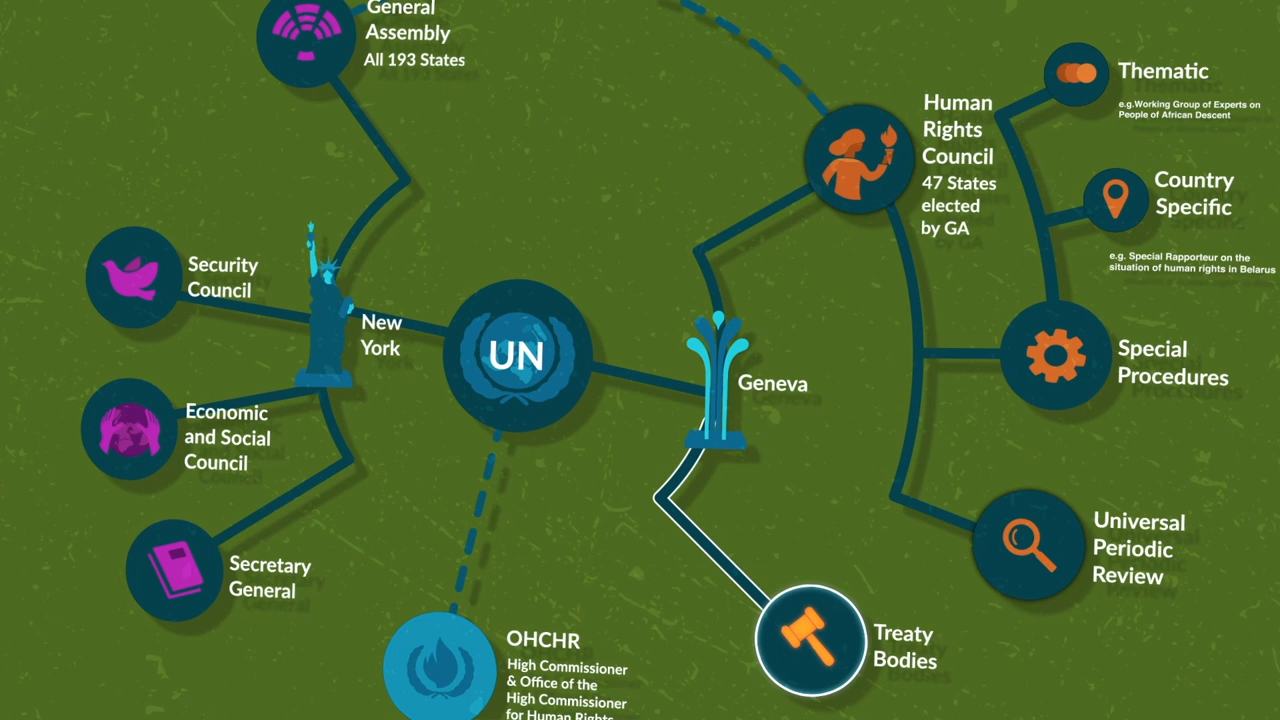 General
Assembly
All 193 States
Security
Council
New
York
Economic
and Social
Council
Secretary
General
UN
OHCHR
High Commissioner
& Office of the
High Commissioner
for Human Rights
Geneva
Human
Rights
Council
47 States
elected
by GA
Thematic
e.g.Working Group of Experts on
People of African Descent
Country
Specific
e.g. Special Rapporteur on the
situation of human rights in Belarus
Special
Procedures
Universal
Periodic
Review
Treaty
Bodies